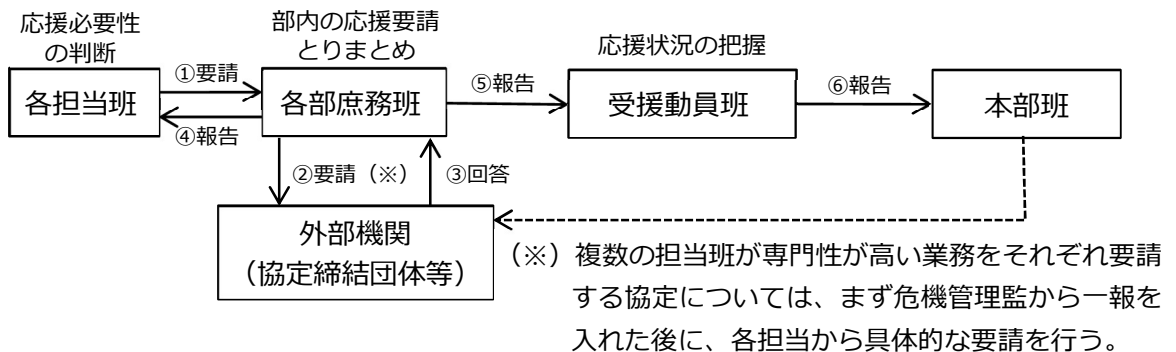 応援必要性
の判断
部内の応援要請
とりまとめ
応援状況の把握
各担当班
①要請
④報告
各部庶務班
⑤報告
受援動員班
⑥報告
本部班
②要請（※）
③回答
外部機関
（協定締結団体等）
（※）複数の担当班が専門性が高い業務をそれぞれ要請
する協定については、まず危機管理監から一報を
入れた後に、各担当から具体的な要請を行う。